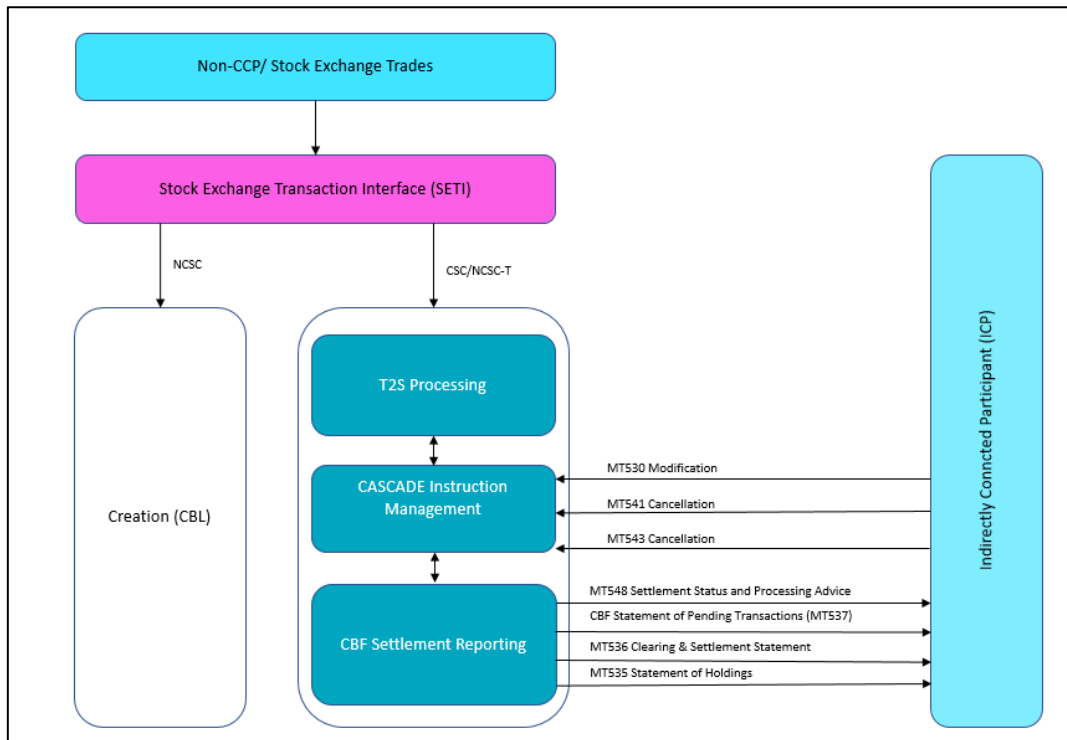 Non-CCP/ Stock Exchange Trades
Stock Exchange Transaction Interface (SETI)
NCSC
CSC/NCSC-T
T2S Processing
CASCADE Instruction
Management
Creation (CBL)
CBF Settlement Reporting
MT530 Modification
MT541 Cancellation
MT543 Cancellation
MT548 Settlement Status and Processing Advice
CBF Statement of Pending Transactions (MT537)
MT536 Clearing & Settlement Statement
MT535 Statement of Holdings
Indirectly Conncted Participant (ICP)